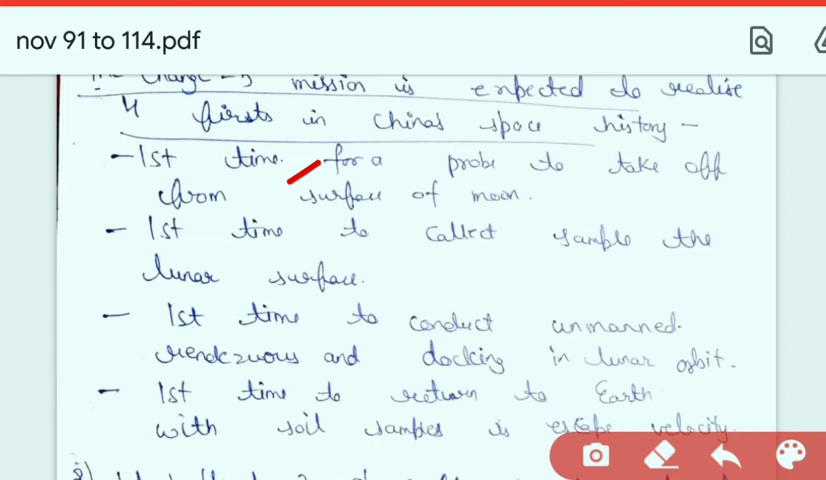 nov 91 to 114.pdf
Change-5 mission is expected to realise
4 firsts in Chinas space history -
- 1st time for a probe to take off
from surface of moon.
- 1st time to collect sample the
lunar surface.
- 1st time to conduct unmanned
rendezvous and docking in lunar orbit.
- 1st time to return to Earth
with soil samples is escape velocity.